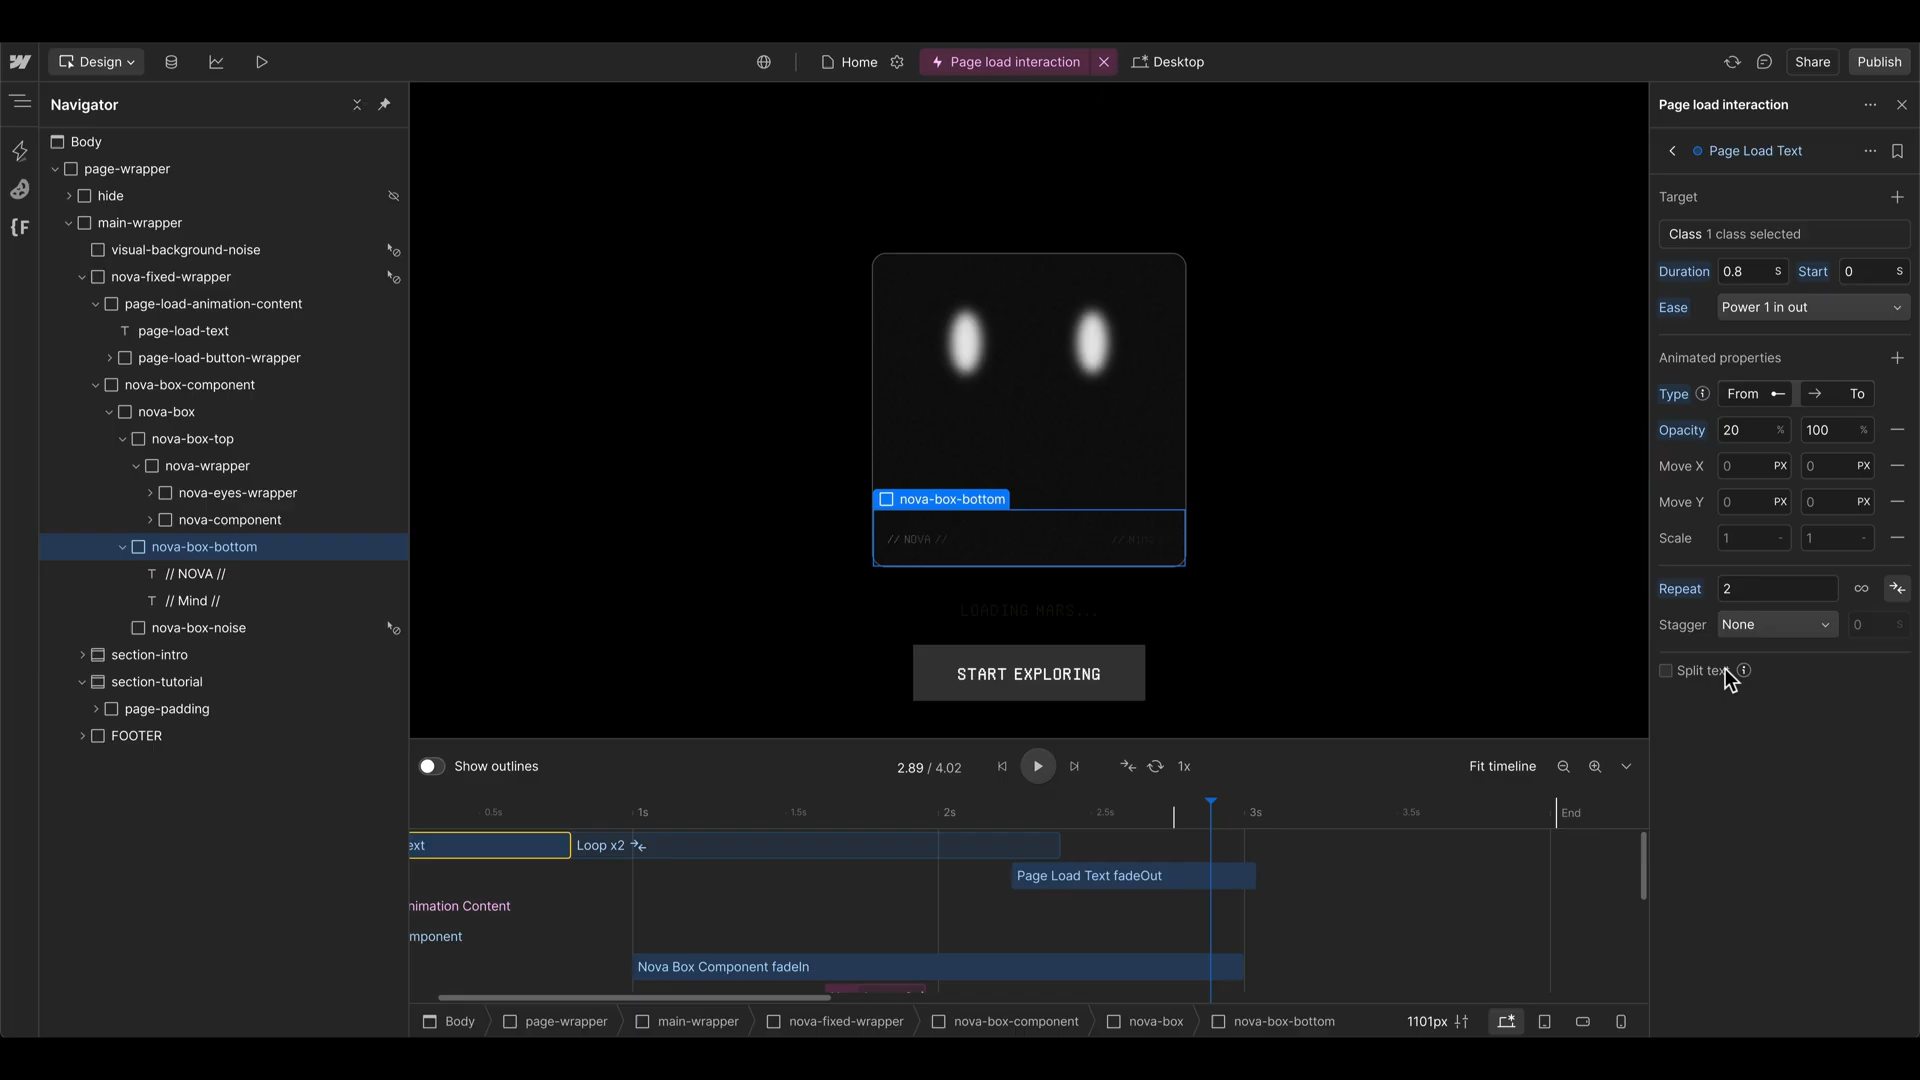 Design
Home
Page load interaction
Desktop
Share
Publish
Navigator
Body
page-wrapper
hide
main-wrapper
visual-background-noise
nova-fixed-wrapper
page-load-animation-content
T page-load-text
page-load-button-wrapper
nova-box-component
nova-box
nova-box-top
nova-wrapper
nova-eyes-wrapper
nova-component
nova-box-bottom
T // NOVA //
T // Mind //
nova-box-noise
section-intro
section-tutorial
page-padding
FOOTER
nova-box-bottom
// NOVA //
// Mind
LOADING MARS...
START EXPLORING
Page load interaction
Page Load Text
Target
Class 1 class selected
Duration 0.8 S Start 0 S
Ease Power 1 in out
Animated properties
Type From To
Opacity 20 % 100 %
Move X 0 PX 0 PX
Move Y 0 PX 0 PX
Scale 1 - 1 -
Repeat 2
Stagger None 0 S
Split text
Show outlines
2.89 / 4.02
1x
Fit timeline
0.5s 1s 1.5s 2s 2.5s 3s 3.5s End
ext Loop x2
Page Load Text fadeOut
nimation Content
mponent
Nova Box Component fadeIn
Body page-wrapper main-wrapper nova-fixed-wrapper nova-box-component nova-box nova-box-bottom
1101px